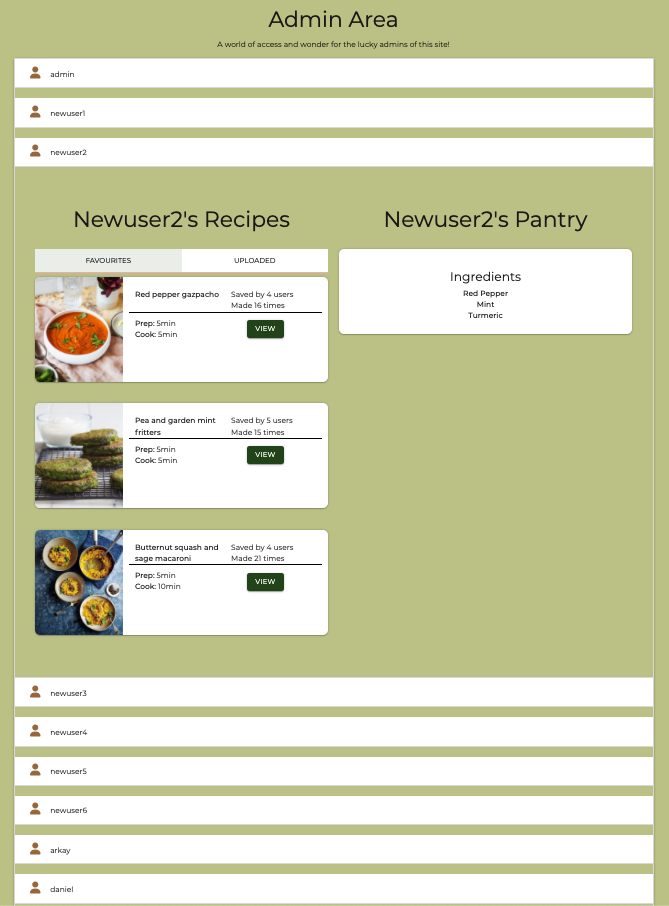 Admin Area
A world of access and wonder for the lucky admins of this site!
admin
newuser1
newuser2
Newuser2's Recipes
FAVOURITES UPLOADED
Red pepper gazpacho
Saved by 4 users
Made 16 times
Prep: 5min
Cook: 5min
VIEW
Pea and garden mint
fritters
Saved by 5 users
Made 15 times
Prep: 5min
Cook: 5min
VIEW
Butternut squash and
sage macaroni
Saved by 4 users
Made 21 times
Prep: 5min
Cook: 10min
VIEW
Newuser2's Pantry
Ingredients
Red Pepper
Mint
Turmeric
newuser3
newuser4
newuser5
newuser6
arkay
daniel